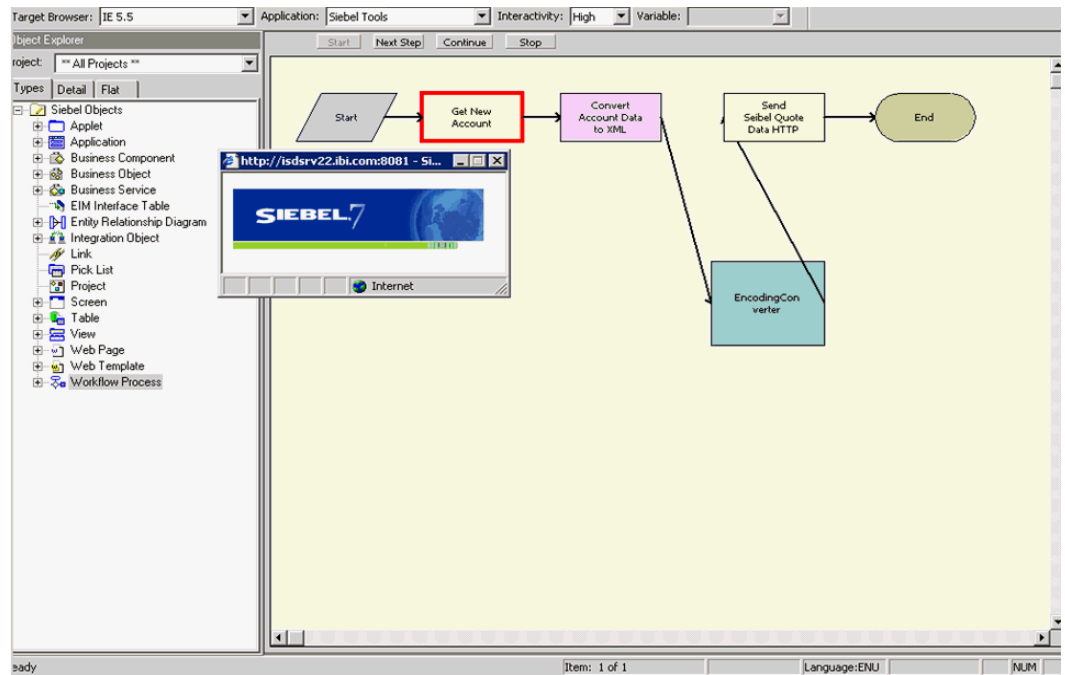 Target Browser: IE 5.5 Application: Siebel Tools Interactivity: High Variable:
Object Explorer
Start Next Step Continue Stop
roject: ** All Projects **
Types Detail Flat
Siebel Objects
Applet
Application
Business Component
Business Object
Business Service
EIM Interface Table
Entity Relationship Diagram
Integration Object
Link
Pick List
Project
Screen
Table
View
Web Page
Web Template
Workflow Process
Start
Get New
Account
Convert
Account Data
to XML
Send
Seibel Quote
Data HTTP
End
EncodingCon
verter
http://isdsrv22.ibi.com:8081 - Si...
SIEBEL.7
Internet
eady
Item: 1 of 1
Language:ENU
NUM